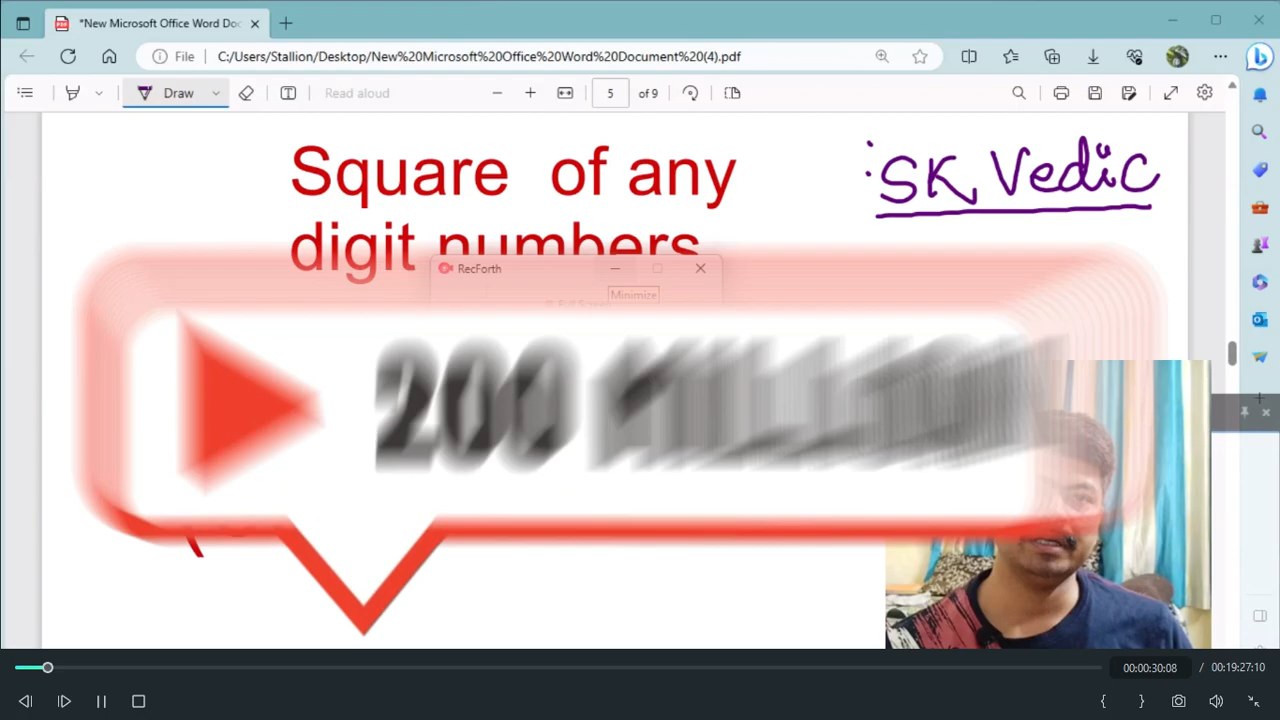 *New Microsoft Office Word Doc
File
C:/Users/Stallion/Desktop/New%20Microsoft%20Office%20Word%20Document%20(4).pdf
Draw
Read aloud
5 of 9
Square of any
digit numbers
SK Vedic
RecForth
Minimize
200 MILLION
00:00:30:08 / 00:19:27:10